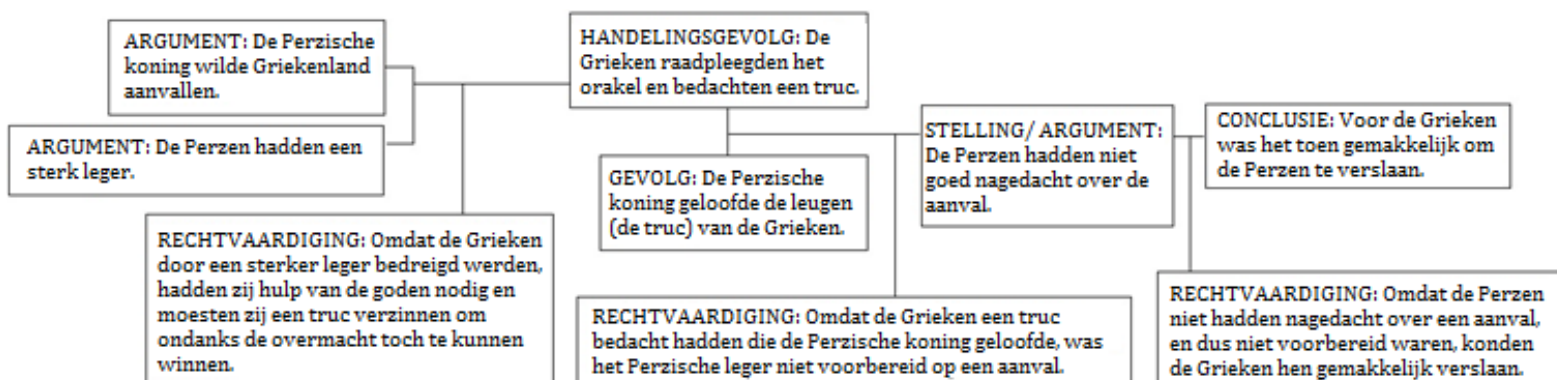 ARGUMENT: De Perzische
koning wilde Griekenland
aanvallen.
ARGUMENT: De Perzen hadden een
sterk leger.
RECHTVAARDIGING: Omdat de Grieken
door een sterker leger bedreigd werden,
hadden zij hulp van de goden nodig en
moesten zij een truc verzinnen om
ondanks de overmacht toch te kunnen
winnen.
HANDELINGSGEVOLG: De
Grieken raadpleegden het
orakel en bedachten een truc.
GEVOLG: De Perzische
koning geloofde de leugen
(de truc) van de Grieken.
RECHTVAARDIGING: Omdat de Grieken een truc
bedacht hadden die de Perzische koning geloofde, was
het Perzische leger niet voorbereid op een aanval.
STELLING/ ARGUMENT:
De Perzen hadden niet
goed nagedacht over de
aanval.
CONCLUSIE: Voor de Grieken
was het toen gemakkelijk om
de Perzen te verslaan.
RECHTVAARDIGING: Omdat de Perzen
niet hadden nagedacht over een aanval,
en dus niet voorbereid waren, konden
de Grieken hen gemakkelijk verslaan.